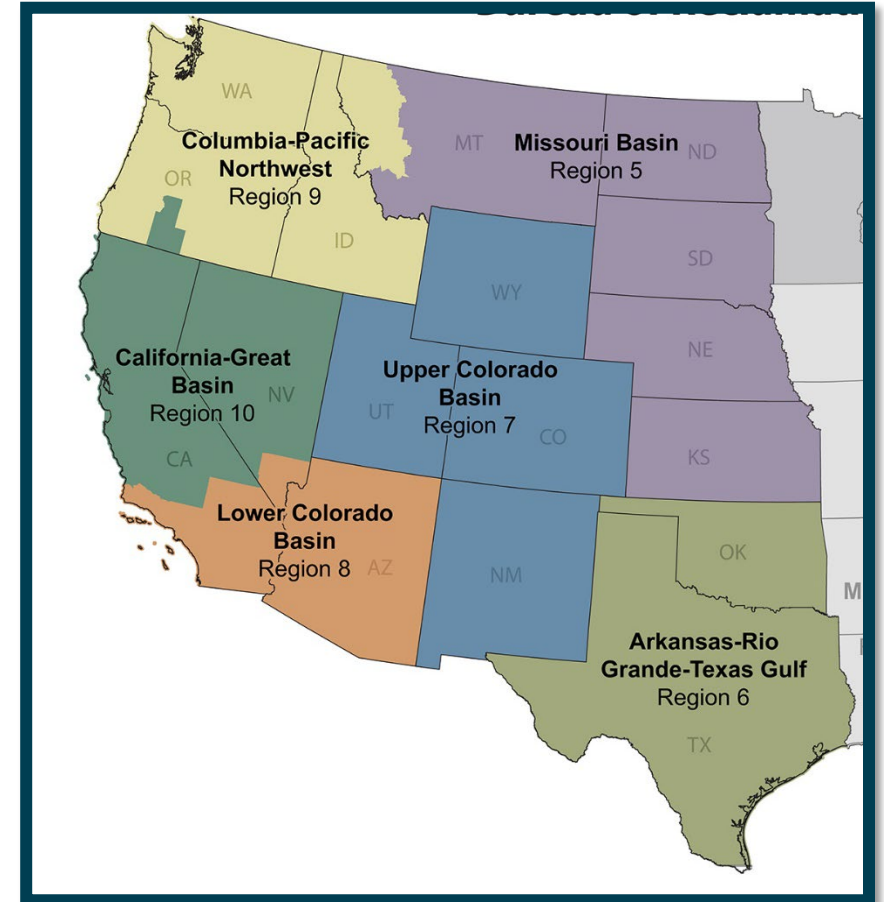 WA
Columbia-Pacific
Northwest
Region 9
OR
ID
MT
Missouri Basin
Region 5
ND
SD
WY
NE
California-Great
Basin
Region 10
NV
CA
Upper Colorado
Basin
Region 7
UT
CO
KS
Lower Colorado
Basin
Region 8
AZ
NM
OK
Arkansas-Rio
Grande-Texas Gulf
Region 6
TX
M